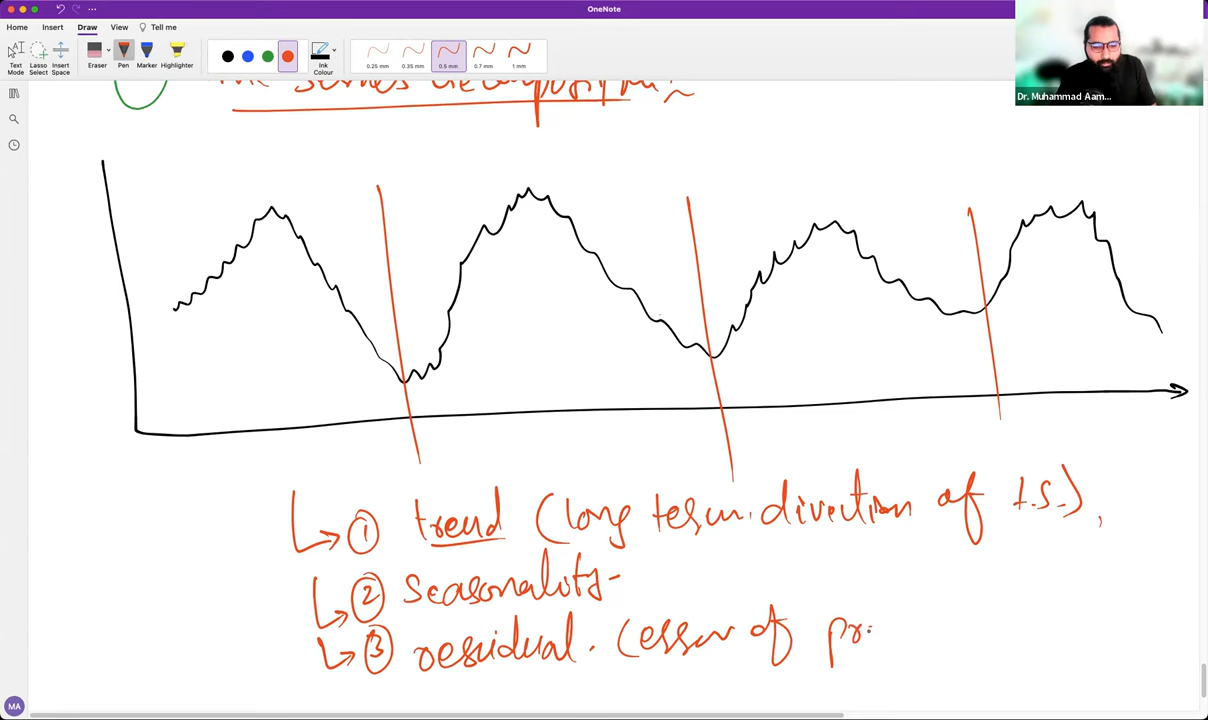 OneNote
Home Insert Draw View Tell me
Text Mode
Lasso Select
Insert Space
Eraser
Pen
Marker
Highlighter
0.25 mm
0.35 mm
0.5 mm
0.7 mm
1 mm
Ink Colour
Dr. Muhammad Aam...
series decomposition
① trend (long term. direction of t.s.),
② seasonality-
③ residual. (error of pr
MA